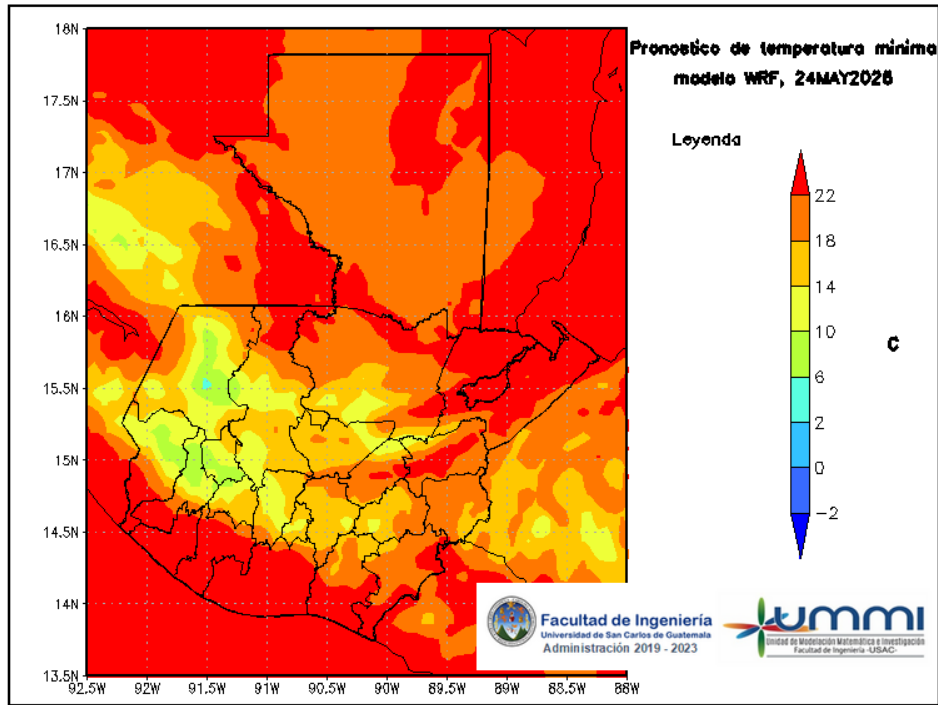 Pronostico de temperatura minima
modelo WRF, 24MAY2026
Leyenda
22
18
14
10
6
2
0
-2
C
18N
17.5N
17N
16.5N
16N
15.5N
15N
14.5N
14N
13.5N
92.5W
92W
91.5W
91W
90.5W
90W
89.5W
89W
88.5W
88W
Facultad de Ingeniería
Universidad de San Carlos de Guatemala
Administración 2019 - 2023
ummi
Unidad de Modelación Matemática e Investigación
Facultad de Ingeniería -USAC-